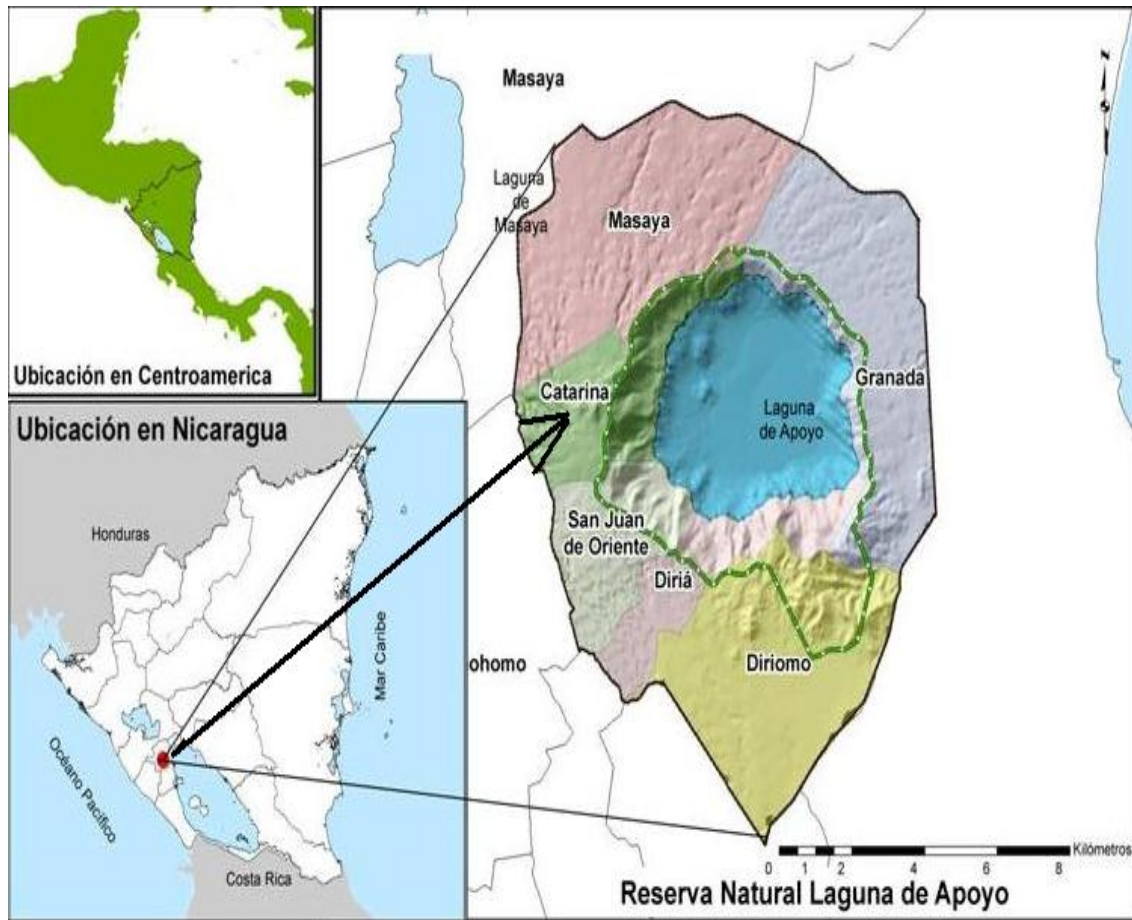 Ubicación en Centroamerica
Ubicación en Nicaragua
Honduras
Mar Caribe
Océano Pacífico
Costa Rica
Masaya
Laguna
de
Masaya
Masaya
Catarina
Granada
Laguna
de Apoyo
San Juan
de Oriente
Diriá
Diriomo
ohomo
z
Kilómetros
0 1 2 4 6 8
Reserva Natural Laguna de Apoyo